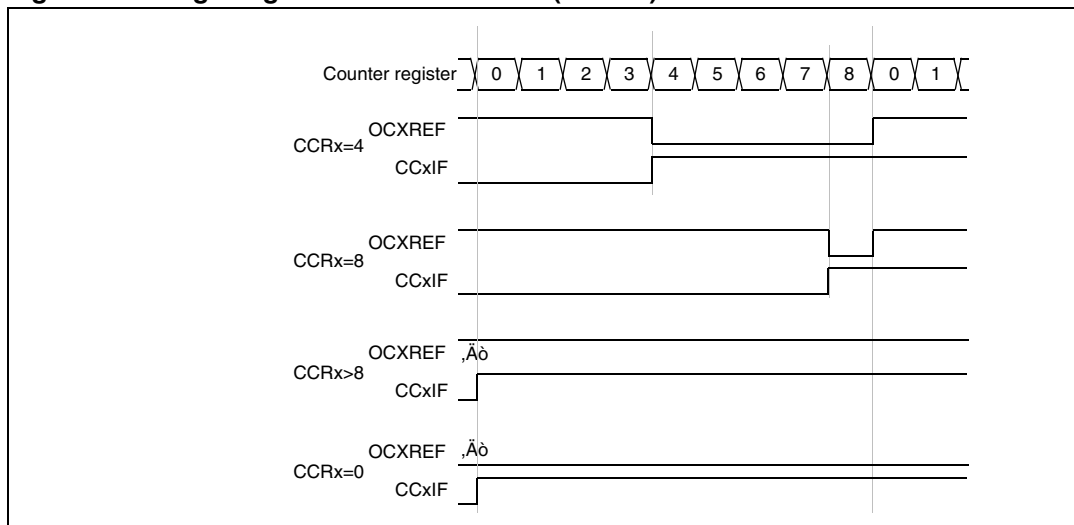 Counter register 0 1 2 3 4 5 6 7 8 0 1
OCXREF
CCRx=4
CCxIF
OCXREF
CCRx=8
CCxIF
OCXREF ‚Äò
CCRx>8
CCxIF
OCXREF ‚Äò
CCRx=0
CCxIF